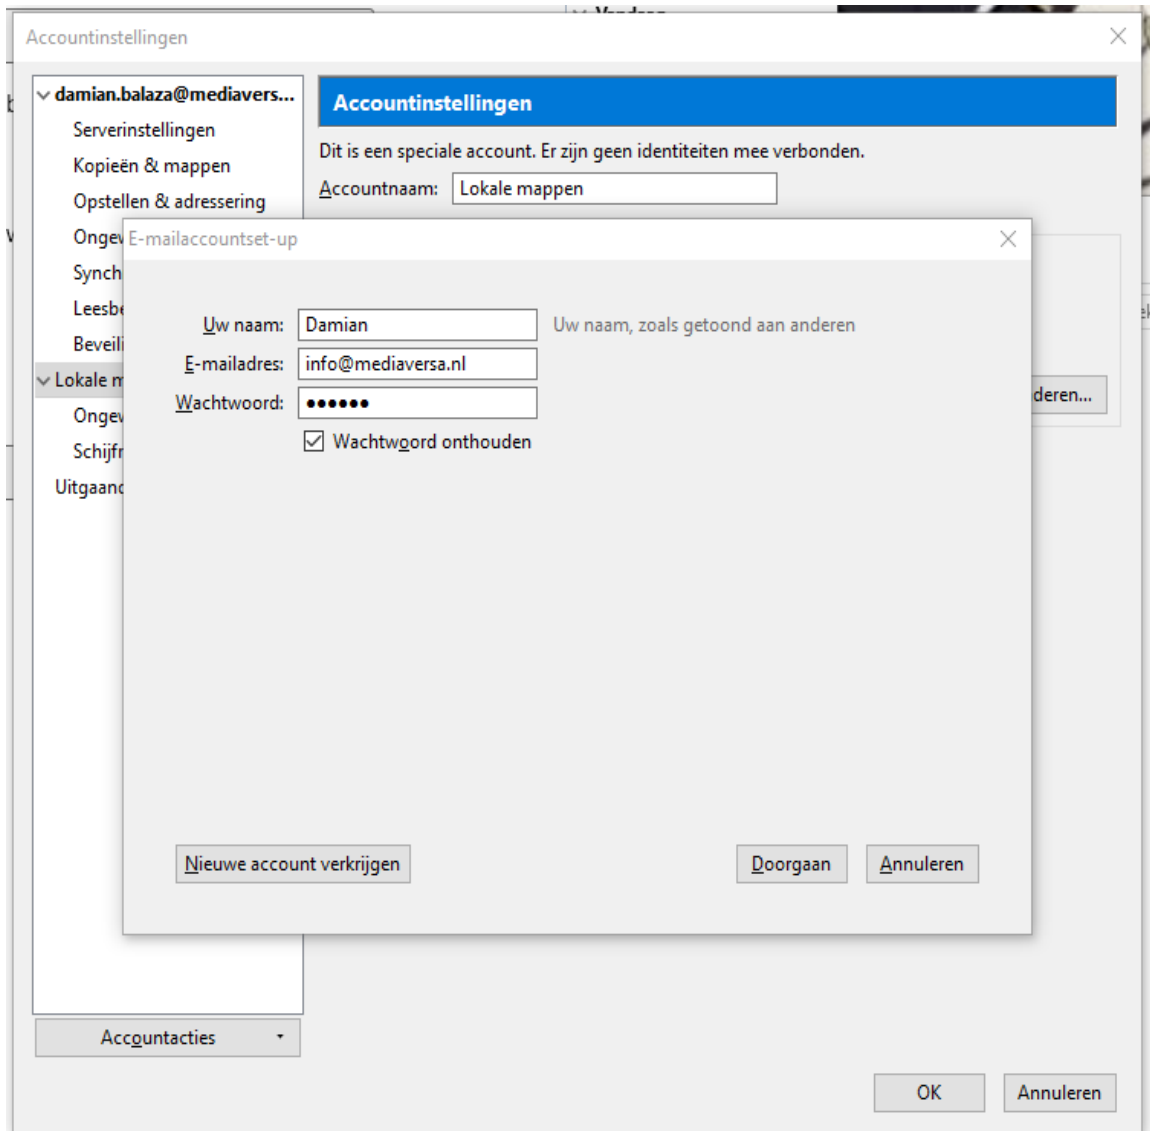 Accountinstellingen
damian.balaza@mediavers...
Serverinstellingen
Kopieën & mappen
Opstellen & adressering
Lokale
Accountacties
Accountinstellingen
Dit is een speciale account. Er zijn geen identiteiten mee verbonden.
Accountnaam: Lokale mappen
deren...
E-mailaccountset-up
Uw naam: Damian Uw naam, zoals getoond aan anderen
E-mailadres: info@mediaversa.nl
Wachtwoord: ●●●●●●
Wachtwoord onthouden
Nieuwe account verkrijgen Doorgaan Annuleren
OK Annuleren